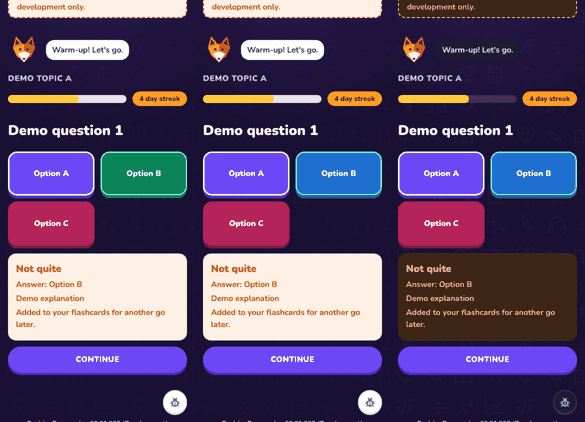 development only.
Warm-up! Let's go.
DEMO TOPIC A
4 day streak
Demo question 1
Option A
Option B
Option C
Not quite
Answer: Option B
Demo explanation
Added to your flashcards for another go
later.
CONTINUE
development only.
Warm-up! Let's go.
DEMO TOPIC A
4 day streak
Demo question 1
Option A
Option B
Option C
Not quite
Answer: Option B
Demo explanation
Added to your flashcards for another go
later.
CONTINUE
development only.
Warm-up! Let's go.
DEMO TOPIC A
4 day streak
Demo question 1
Option A
Option B
Option C
Not quite
Answer: Option B
Demo explanation
Added to your flashcards for another go
later.
CONTINUE